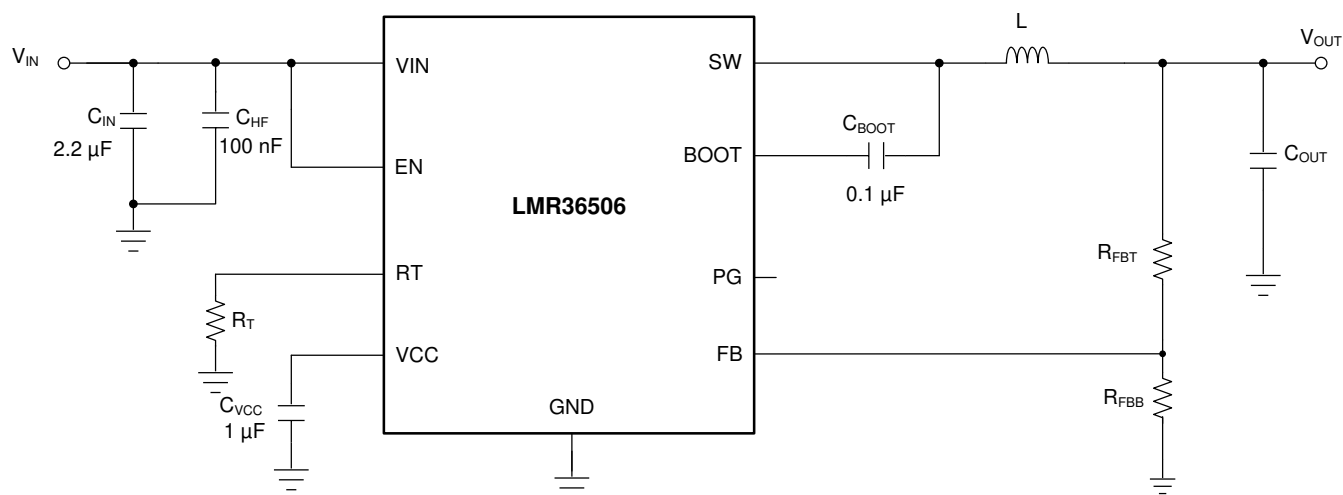 L
V_IN
VIN
SW
V_OUT
C_IN
2.2 µF
C_HF
100 nF
C_BOOT
0.1 µF
BOOT
C_OUT
EN
LMR36506
RT
PG
R_FBT
R_T
VCC
FB
C_VCC
1 µF
GND
R_FBB